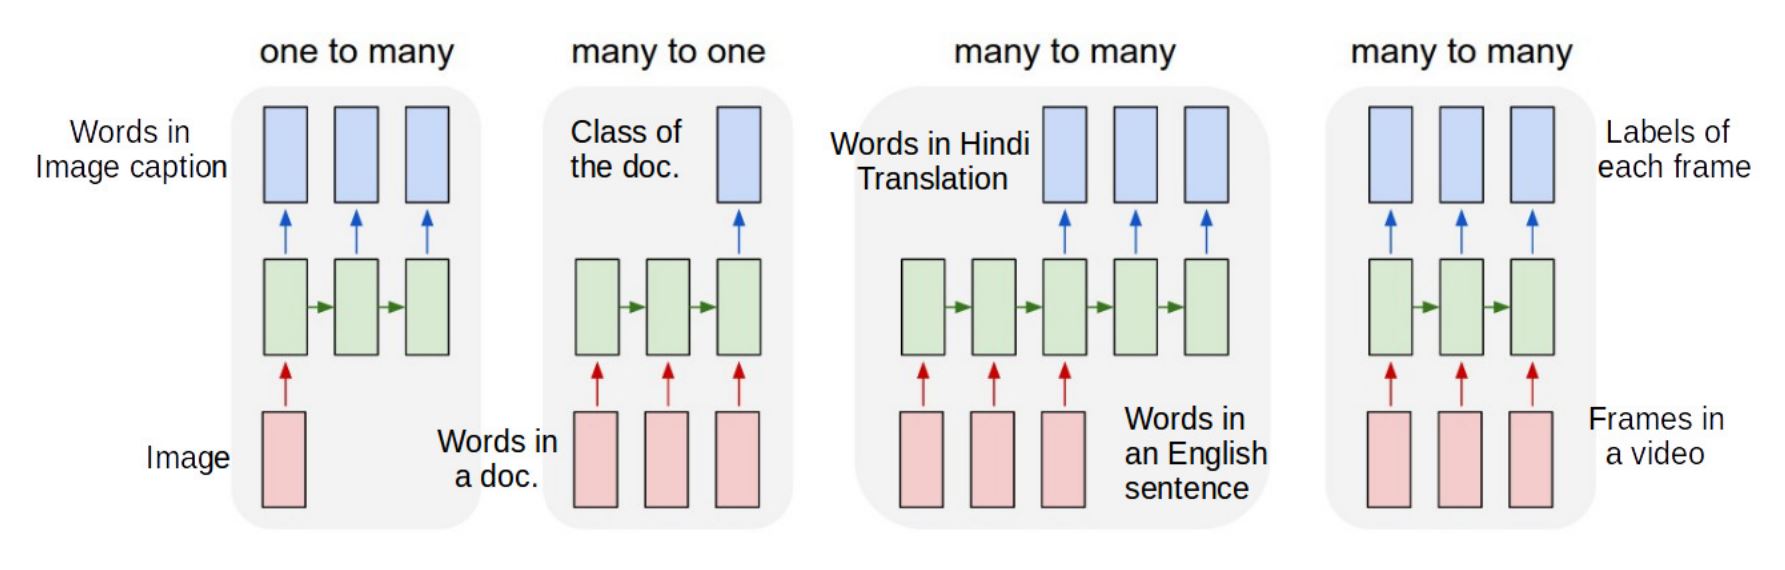 one to many
many to one
many to many
many to many
Words in
Image caption
Class of
the doc.
Words in Hindi
Translation
Labels of
each frame
Image
Words in
a doc.
Words in
an English
sentence
Frames in
a video